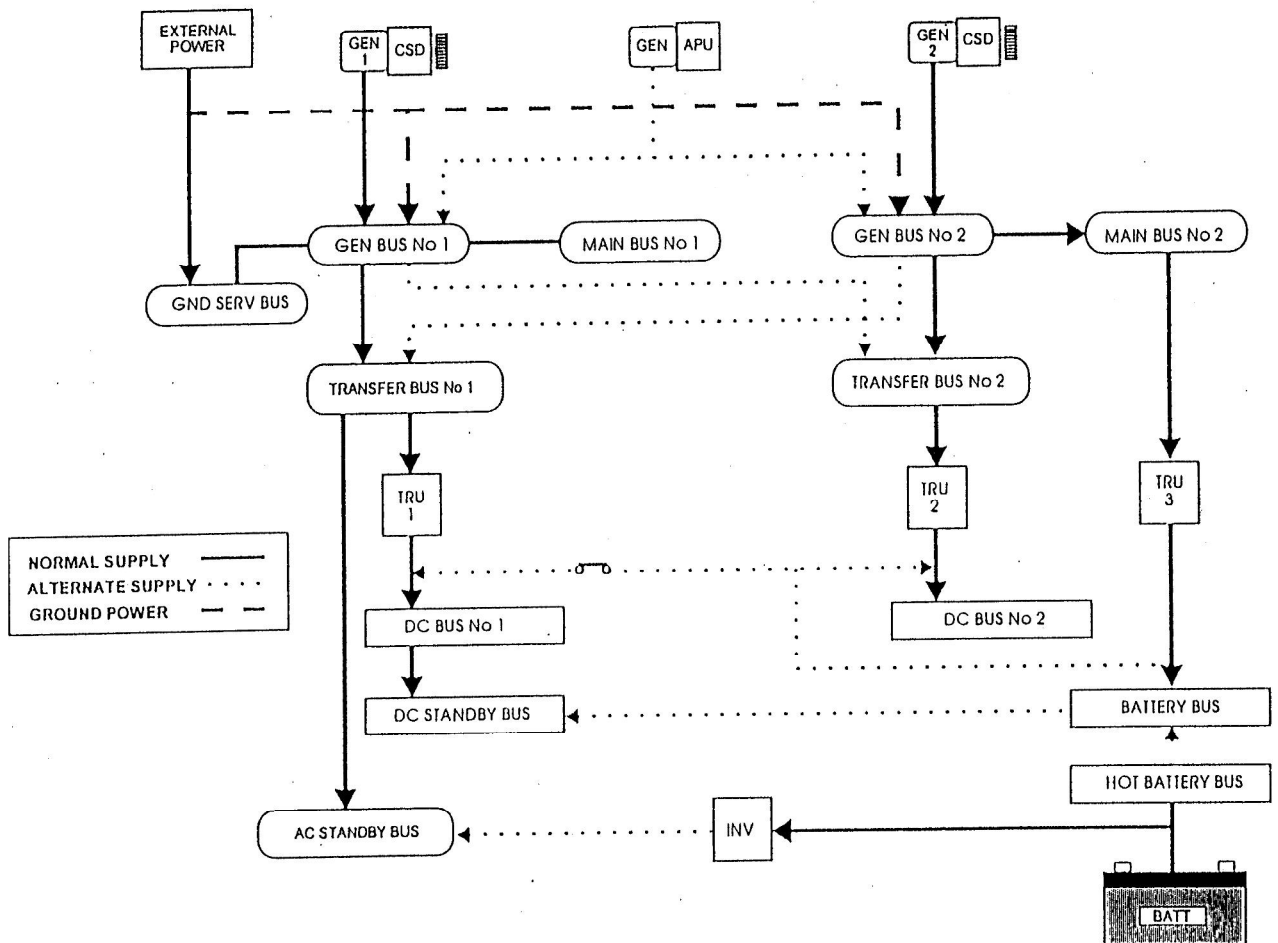 EXTERNAL
POWER
GEN
1
CSD
GEN
APU
GEN
2
CSD
GEN BUS No 1
MAIN BUS No 1
GEN BUS No 2
MAIN BUS No 2
GND SERV BUS
TRANSFER BUS No 1
TRANSFER BUS No 2
TRU
1
TRU
2
TRU
3
NORMAL SUPPLY
ALTERNATE SUPPLY
GROUND POWER
DC BUS No 1
DC BUS No 2
DC STANDBY BUS
BATTERY BUS
HOT BATTERY BUS
AC STANDBY BUS
INV
BATT